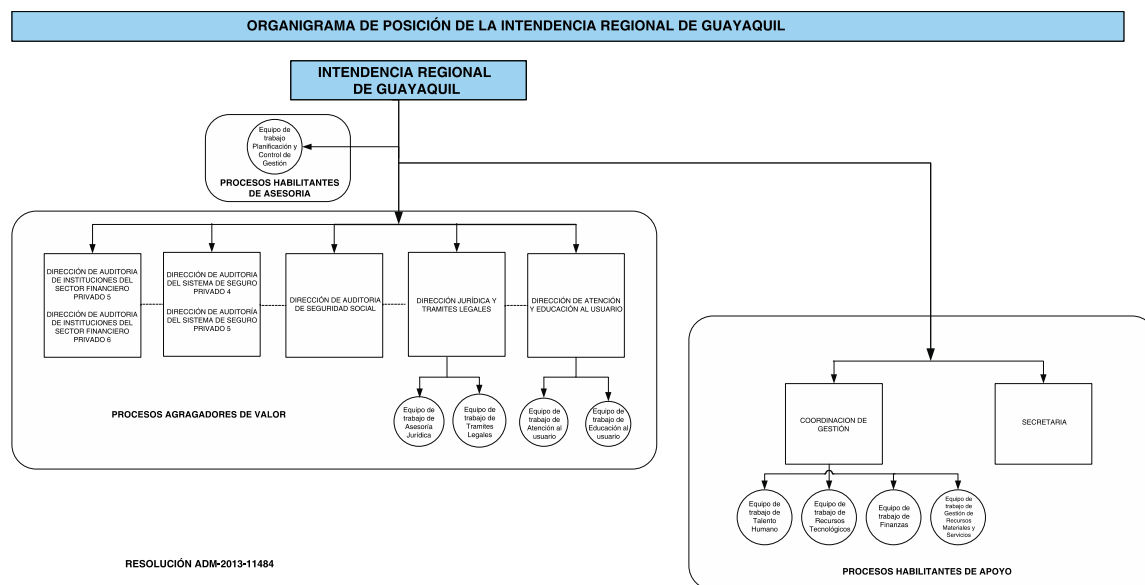 ORGANIGRAMA DE POSICIÓN DE LA INTENDENCIA REGIONAL DE GUAYAQUIL
INTENDENCIA REGIONAL
DE GUAYAQUIL
Equipo de
trabajo
Planificación y
Control de
Gestión
PROCESOS HABILITANTES
DE ASESORIA
DIRECCIÓN DE AUDITORIA
DE INSTITUCIONES DEL
SECTOR FINANCIERO
PRIVADO 5
DIRECCIÓN DE AUDITORIA
DE INSTITUCIONES DEL
SECTOR FINANCIERO
PRIVADO 6
DIRECCIÓN DE AUDITORIA
DEL SISTEMA DE SEGURO
PRIVADO 4
DIRECCIÓN DE AUDITORÍA
DEL SISTEMA DE SEGURO
PRIVADO 5
DIRECCIÓN DE AUDITORIA
DE SEGURIDAD SOCIAL
DIRECCIÓN JURÍDICA Y
TRAMITES LEGALES
DIRECCIÓN DE ATENCIÓN
Y EDUCACIÓN AL USUARIO
Equipo de
trabajo de
Asesoría
Jurídica
Equipo de
trabajo de
Tramites
Legales
Equipo de
trabajo de
Atención al
usuario
Equipo de
trabajo de
Educación al
usuario
PROCESOS AGRAGADORES DE VALOR
COORDINACION DE
GESTIÓN
SECRETARIA
Equipo de
trabajo de
Talento
Humano
Equipo de
trabajo de
Recursos
Tecnológicos
Equipo de
trabajo de
Finanzas
Equipo de
trabajo de
Gestión de
Recursos
Materiales y
Servicios
PROCESOS HABILITANTES DE APOYO
RESOLUCIÓN ADM-2013-11484